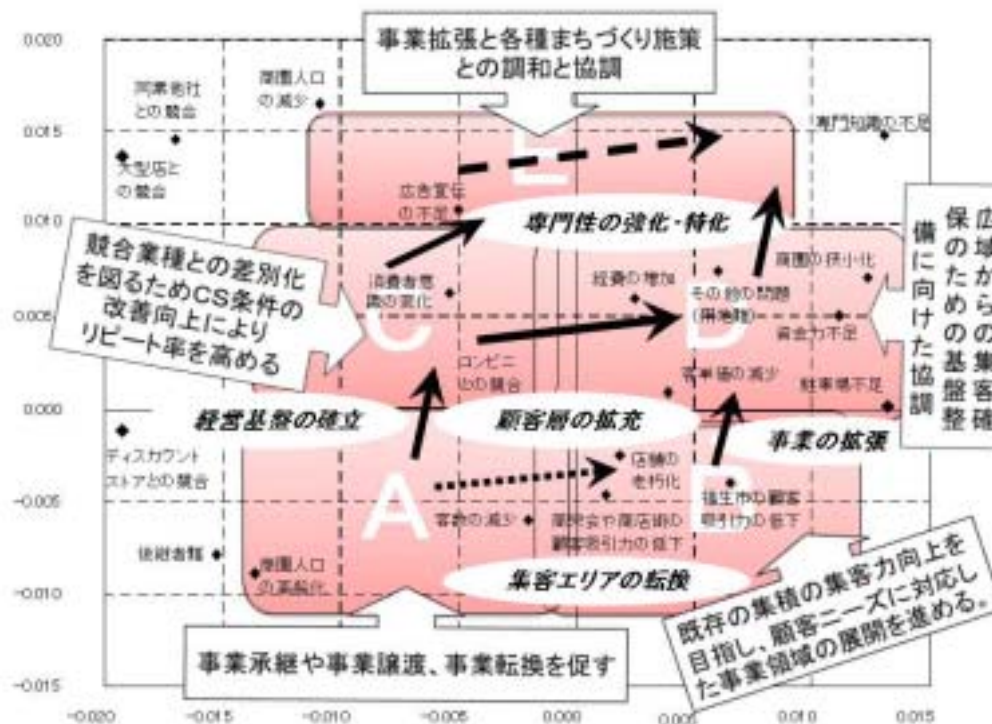 0.020
0.015
0.010
0.005
0.000
-0.005
-0.010
-0.015
-0.020
-0.015
-0.010
-0.005
0.000
0.005
0.010
0.015
事業拡張と各種まちづくり施策
との調和と協調
同業他社
との競合
商圏人口
の減少
大型店と
の競合
専門知識の不足
E
広告宣伝
の不足
専門性の強化・特化
競合業種との差別化
を図るためCS条件の
改善向上により
リピート率を高める
消費者意
識の変化
C
経費の増加
D
その他の問題
商圏の狭小化
資金力不足
広域からの集客確
保のための基盤整
備に向けた協調
コンビニ
との競合
客単価の減少
駐車場不足
経営基盤の確立
顧客層の拡充
事業の拡張
ディスカウント
ストアとの競合
A
店舗の
老朽化
B
客数の減少
商栄会や商店街の
顧客吸引力の低下
福生市の顧客
吸引力の低下
後継者難
商圏人口
の高齢化
集客エリアの転換
事業承継や事業譲渡、事業転換を促す
既存の集積の集客力向上を
目指し、顧客ニーズに対応し
た事業領域の展開を進める。